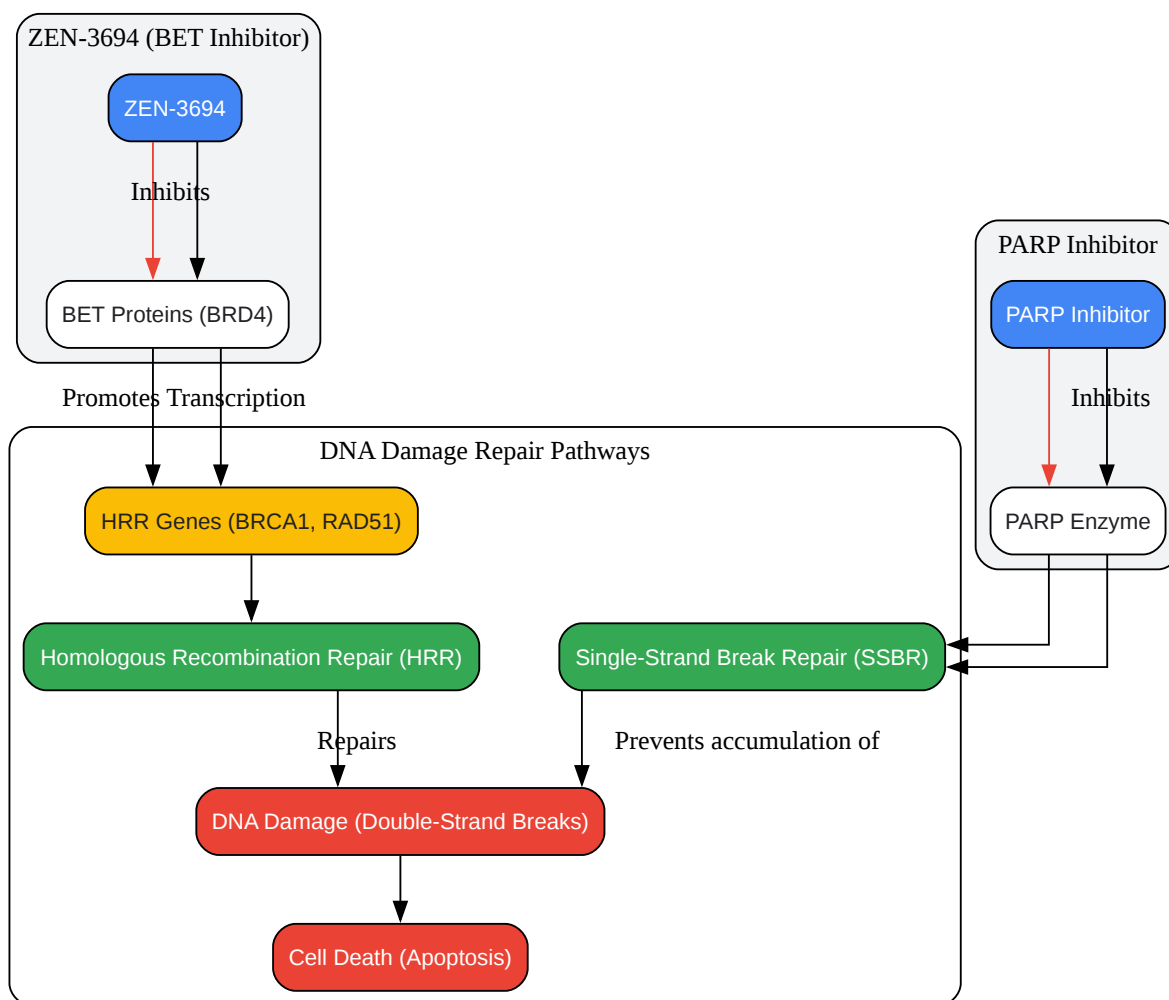 ZEN-3694 (BET Inhibitor)
ZEN-3694
Inhibits
BET Proteins (BRD4)
Promotes Transcription
PARP Inhibitor
PARP Inhibitor
Inhibits
PARP Enzyme
DNA Damage Repair Pathways
HRR Genes (BRCA1, RAD51)
Homologous Recombination Repair (HRR)
Single-Strand Break Repair (SSBR)
Repairs
Prevents accumulation of
DNA Damage (Double-Strand Breaks)
Cell Death (Apoptosis)